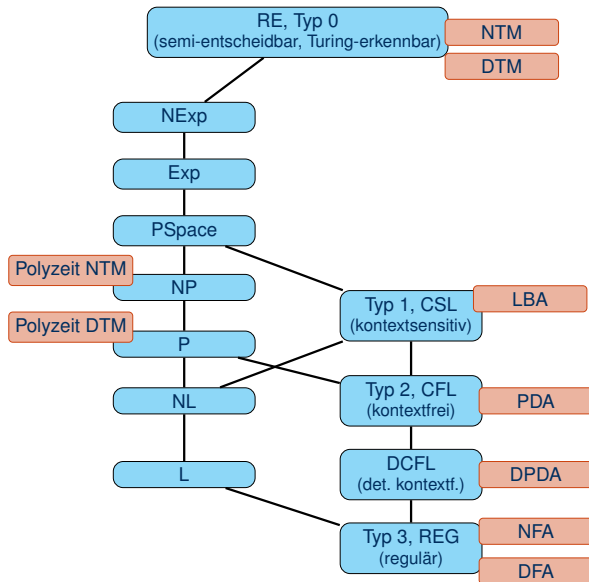 RE, Typ 0
(semi-entscheidbar, Turing-erkennbar)
NTM
DTM
NExp
Exp
PSpace
Polyzeit NTM
NP
Typ 1, CSL
(kontextsensitiv)
LBA
Polyzeit DTM
P
NL
Typ 2, CFL
(kontextfrei)
PDA
L
DCFL
(det. kontextf.)
DPDA
Typ 3, REG
(regulär)
NFA
DFA